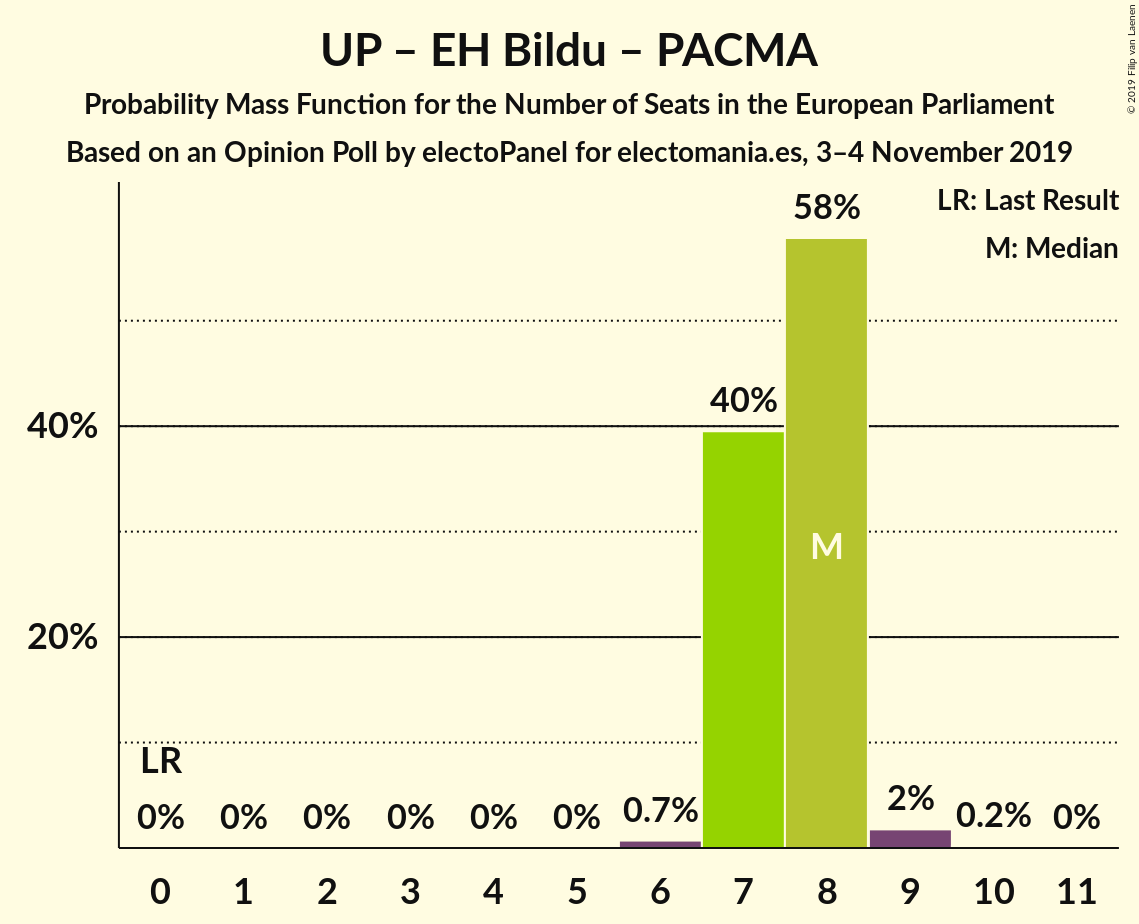 UP – EH Bildu – PACMA
Probability Mass Function for the Number of Seats in the European Parliament
Based on an Opinion Poll by electoPanel for electomania.es, 3–4 November 2019
© 2019 Filip van Laenen
LR: Last Result
M: Median
58%
40%
40%
M
20%
LR
0% 0% 0% 0% 0% 0% 0.7% 2% 0.2% 0%
0 1 2 3 4 5 6 7 8 9 10 11